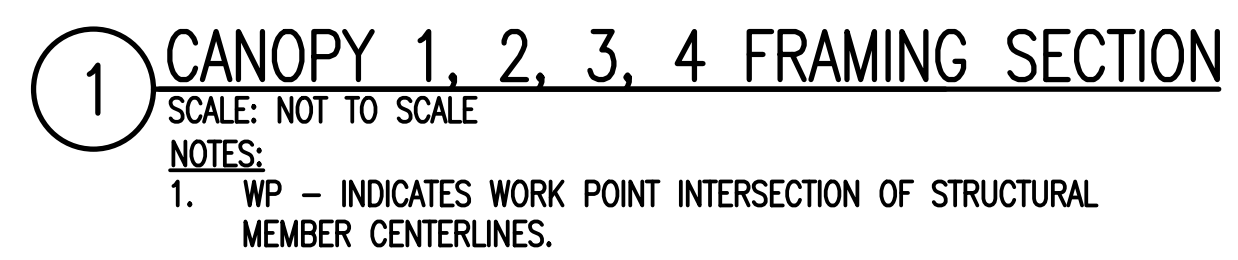 1
CANOPY 1, 2, 3, 4 FRAMING SECTION
SCALE: NOT TO SCALE
NOTES:
1. WP – INDICATES WORK POINT INTERSECTION OF STRUCTURAL
MEMBER CENTERLINES.